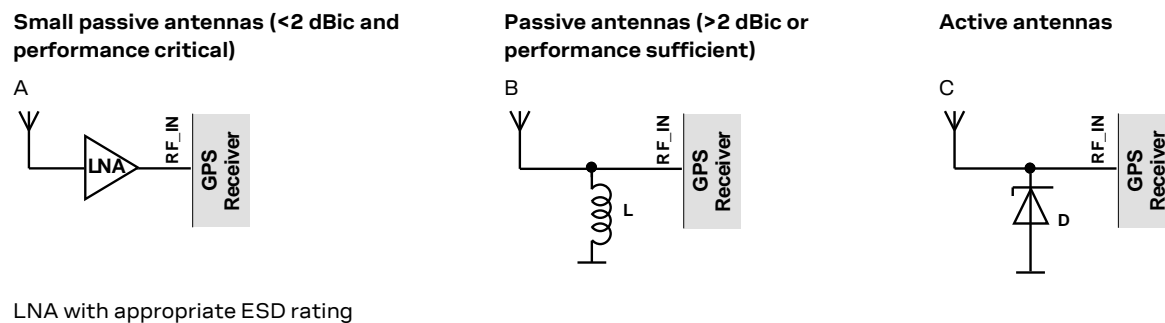 Small passive antennas (<2 dBic and
performance critical)
A
LNA
RF_IN
GPS
Receiver
LNA with appropriate ESD rating
Passive antennas (>2 dBic or
performance sufficient)
B
L
RF_IN
GPS
Receiver
Active antennas
C
D
RF_IN
GPS
Receiver